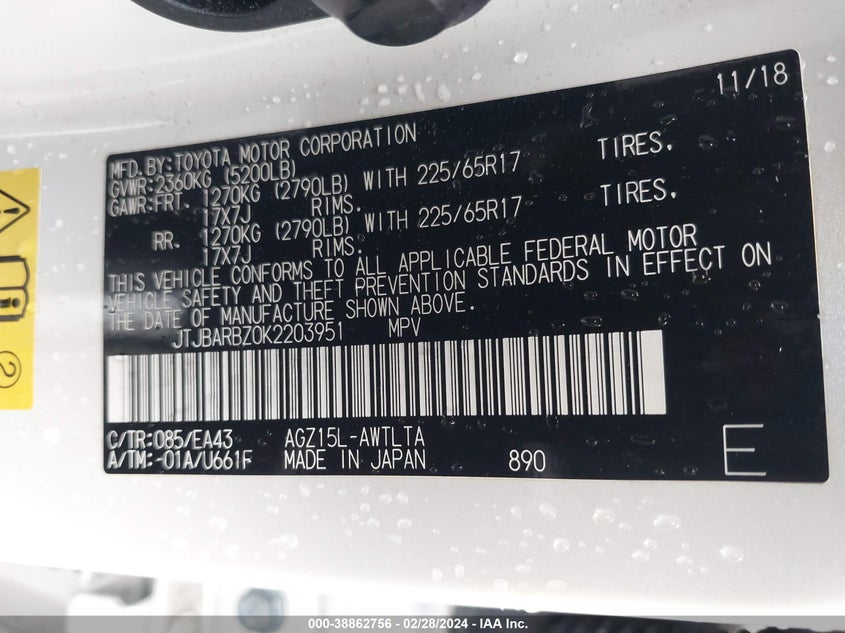 11/18
MFD.BY:TOYOTA MOTOR CORPORATION
GVWR:2360KG (5200LB)
GAWR:FRT. 1270KG (2790LB) WITH 225/65R17 TIRES,
17X7J RIMS.
RR. 1270KG (2790LB) WITH 225/65R17 TIRES,
17X7J RIMS.
THIS VEHICLE CONFORMS TO ALL APPLICABLE FEDERAL MOTOR
VEHICLE SAFETY AND THEFT PREVENTION STANDARDS IN EFFECT ON
THE DATE OF MANUFACTURE SHOWN ABOVE.
JTJBARBZ0K2203951 MPV
C/TR:085/EA43 AGZ15L-AWTLTA
A/TM:-01A/U661F MADE IN JAPAN 890 E
2
000-38862756 - 02/28/2024 - IAA, Inc.